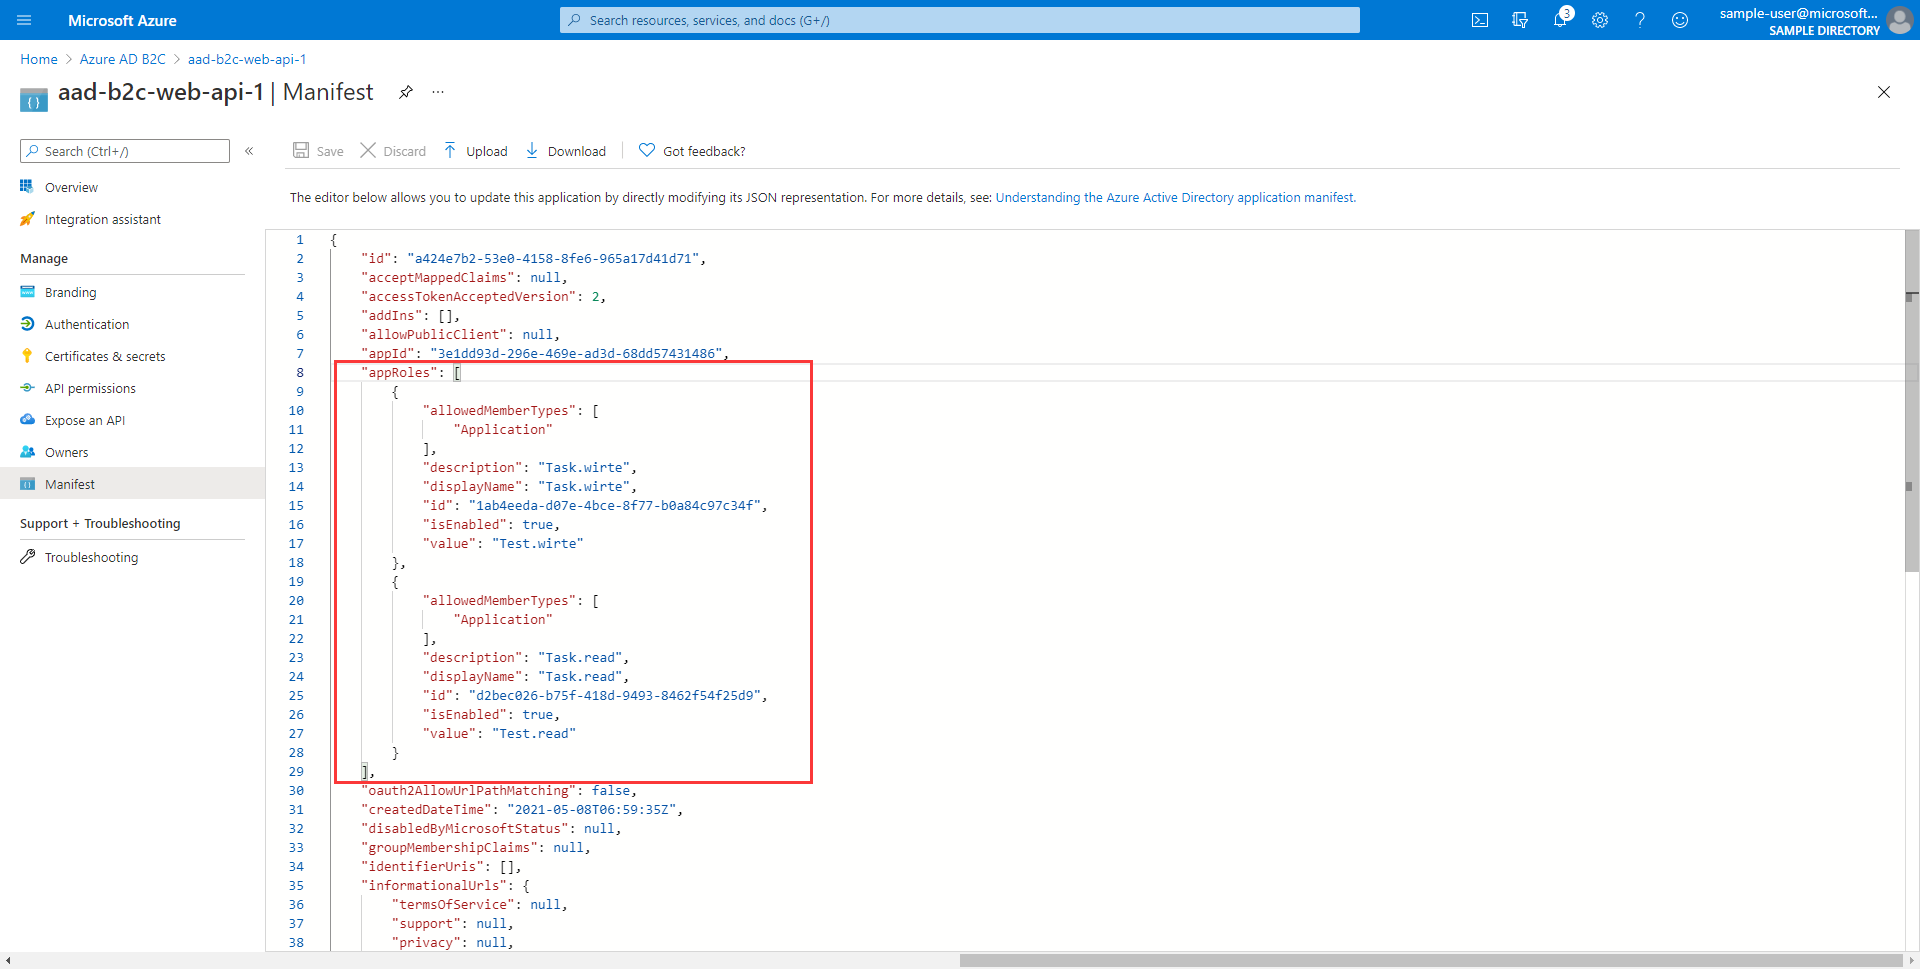 Microsoft Azure
Search resources, services, and docs (G+/)
3
sample-user@microsoft...
SAMPLE DIRECTORY
Home > Azure AD B2C > aad-b2c-web-api-1
aad-b2c-web-api-1 | Manifest
Search (Ctrl+/)
Overview
Integration assistant
Manage
Branding
Authentication
Certificates & secrets
API permissions
Expose an API
Owners
Manifest
Support + Troubleshooting
Troubleshooting
Save Discard Upload Download Got feedback?
The editor below allows you to update this application by directly modifying its JSON representation. For more details, see: Understanding the Azure Active Directory application manifest.
1 {
2 "id": "a424e7b2-53e0-4158-8fe6-965a17d41d71",
3 "acceptMappedClaims": null,
4 "accessTokenAcceptedVersion": 2,
5 "addIns": [],
6 "allowPublicClient": null,
7 "appId": "3e1dd93d-296e-469e-ad3d-68dd57431486",
8 "appRoles": [
9 {
10 "allowedMemberTypes": [
11 "Application"
12 ],
13 "description": "Task.wirte",
14 "displayName": "Task.wirte",
15 "id": "1ab4eeda-d07e-4bce-8f77-b0a84c97c34f",
16 "isEnabled": true,
17 "value": "Test.wirte"
18 },
19 {
20 "allowedMemberTypes": [
21 "Application"
22 ],
23 "description": "Task.read",
24 "displayName": "Task.read",
25 "id": "d2bec026-b75f-418d-9493-8462f54f25d9",
26 "isEnabled": true,
27 "value": "Test.read"
28 }
29 ],
30 "oauth2AllowUrlPathMatching": false,
31 "createdDateTime": "2021-05-08T06:59:35Z",
32 "disabledByMicrosoftStatus": null,
33 "groupMembershipClaims": null,
34 "identifierUris": [],
35 "informationalUrls": {
36 "termsOfService": null,
37 "support": null,
38 "privacy": null,